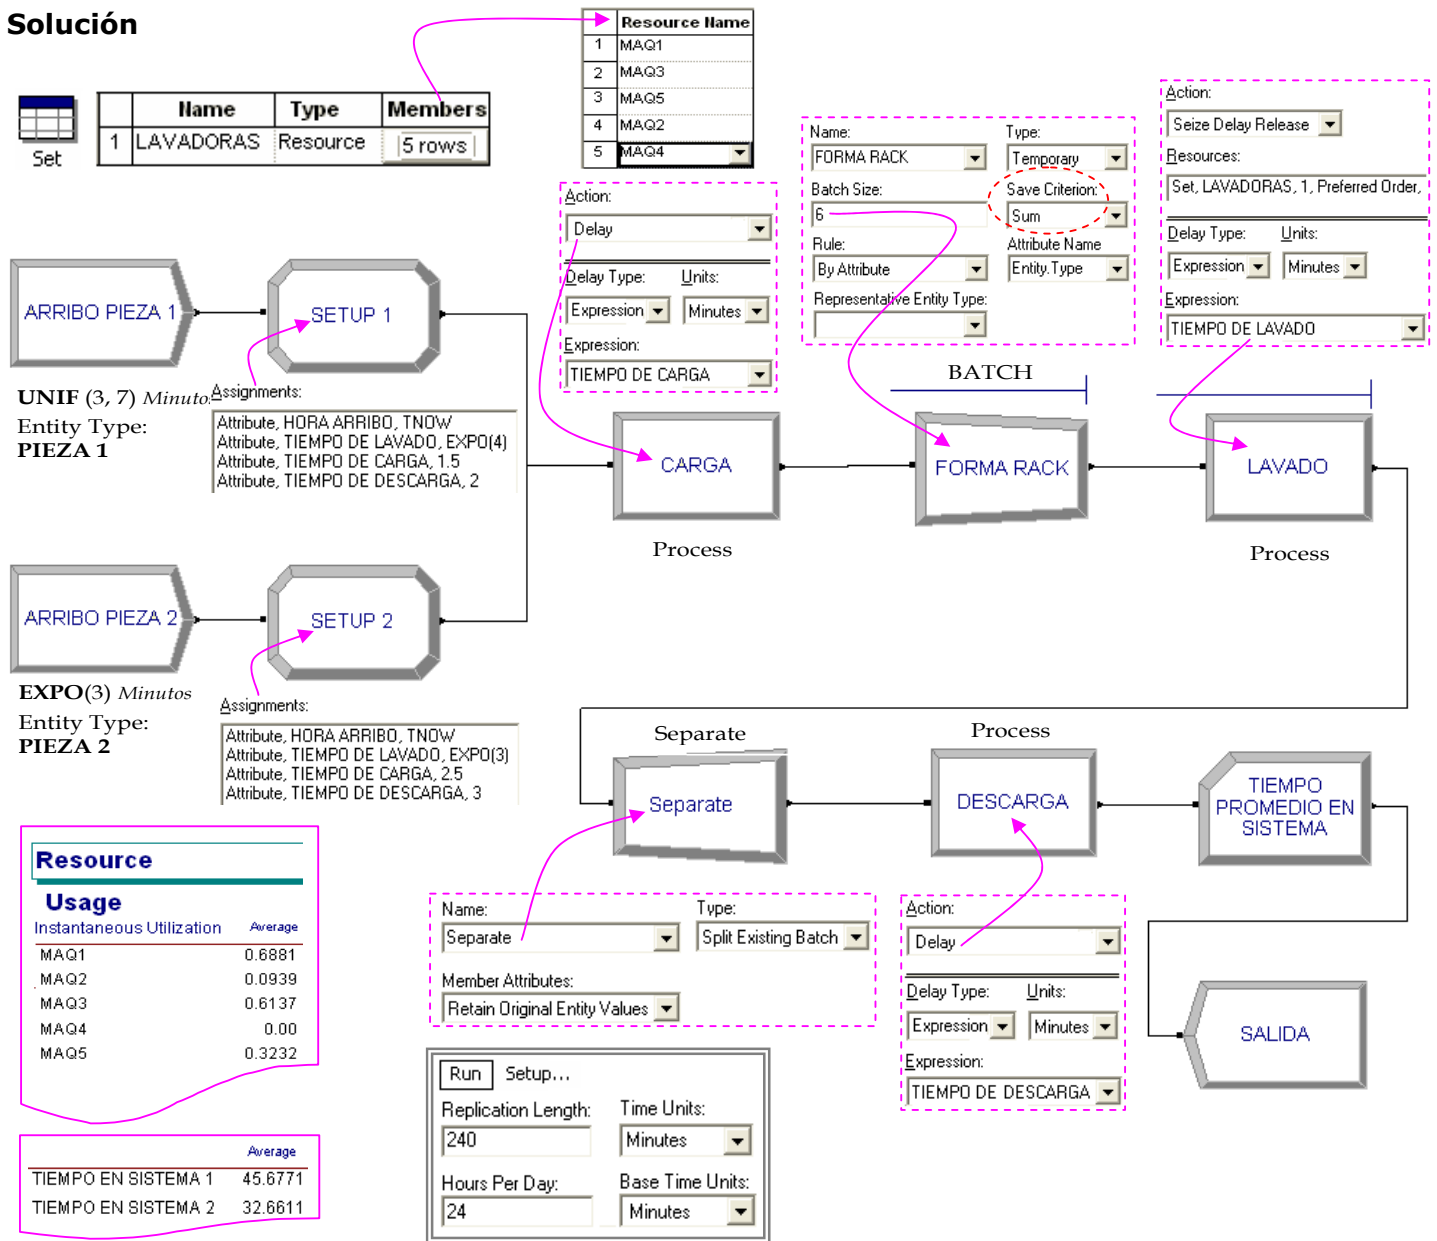 Solución
Set
Name Type Members
1 LAVADORAS Resource 5 rows
Resource Name
1 MAQ1
2 MAQ3
3 MAQ5
4 MAQ2
5 MAQ4
Action:
Delay
Delay Type: Units:
Expression Minutes
Expression:
TIEMPO DE CARGA
Name: Type:
FORMA RACK Temporary
Batch Size: Save Criterion:
6 Sum
Rule: Attribute Name
By Attribute Entity.Type
Representative Entity Type:
Action:
Seize Delay Release
Resources:
Set, LAVADORAS, 1, Preferred Order,
Delay Type: Units:
Expression Minutes
Expression:
TIEMPO DE LAVADO
ARRIBO PIEZA 1
SETUP 1
UNIF (3, 7) Minutos
Entity Type:
PIEZA 1
Assignments:
Attribute, HORA ARRIBO, TNOW
Attribute, TIEMPO DE LAVADO, EXPO(4)
Attribute, TIEMPO DE CARGA, 1.5
Attribute, TIEMPO DE DESCARGA, 2
CARGA
Process
BATCH
FORMA RACK
LAVADO
Process
ARRIBO PIEZA 2
SETUP 2
EXPO(3) Minutos
Entity Type:
PIEZA 2
Assignments:
Attribute, HORA ARRIBO, TNOW
Attribute, TIEMPO DE LAVADO, EXPO(3)
Attribute, TIEMPO DE CARGA, 2.5
Attribute, TIEMPO DE DESCARGA, 3
Separate
Separate
Process
DESCARGA
TIEMPO
PROMEDIO EN
SISTEMA
SALIDA
Name: Type:
Separate Split Existing Batch
Member Attributes:
Retain Original Entity Values
Action:
Delay
Delay Type: Units:
Expression Minutes
Expression:
TIEMPO DE DESCARGA
Resource
Usage
Instantaneous Utilization Average
MAQ1 0.6881
MAQ2 0.0939
MAQ3 0.6137
MAQ4 0.00
MAQ5 0.3232
Average
TIEMPO EN SISTEMA 1 45.6771
TIEMPO EN SISTEMA 2 32.6611
Run Setup...
Replication Length: Time Units:
240 Minutes
Hours Per Day: Base Time Units:
24 Minutes